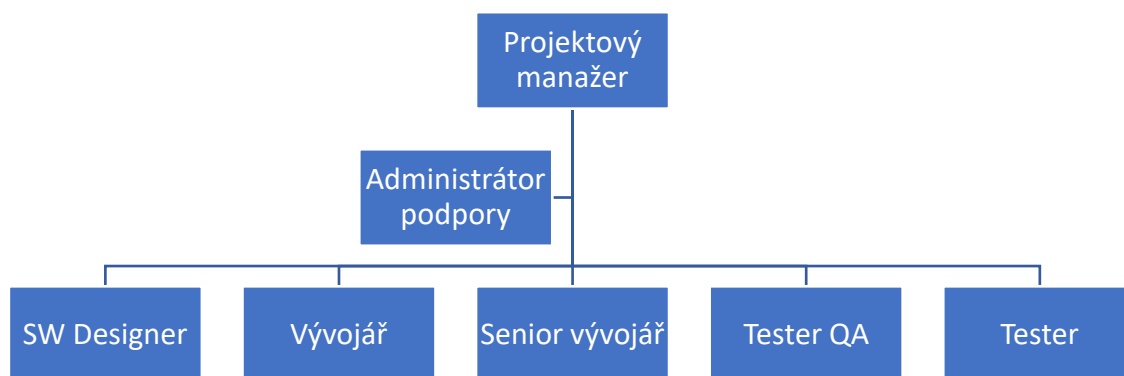 Projektový
manažer
Administrátor
podpory
SW Designer
Vývojář
Senior vývojář
Tester QA
Tester